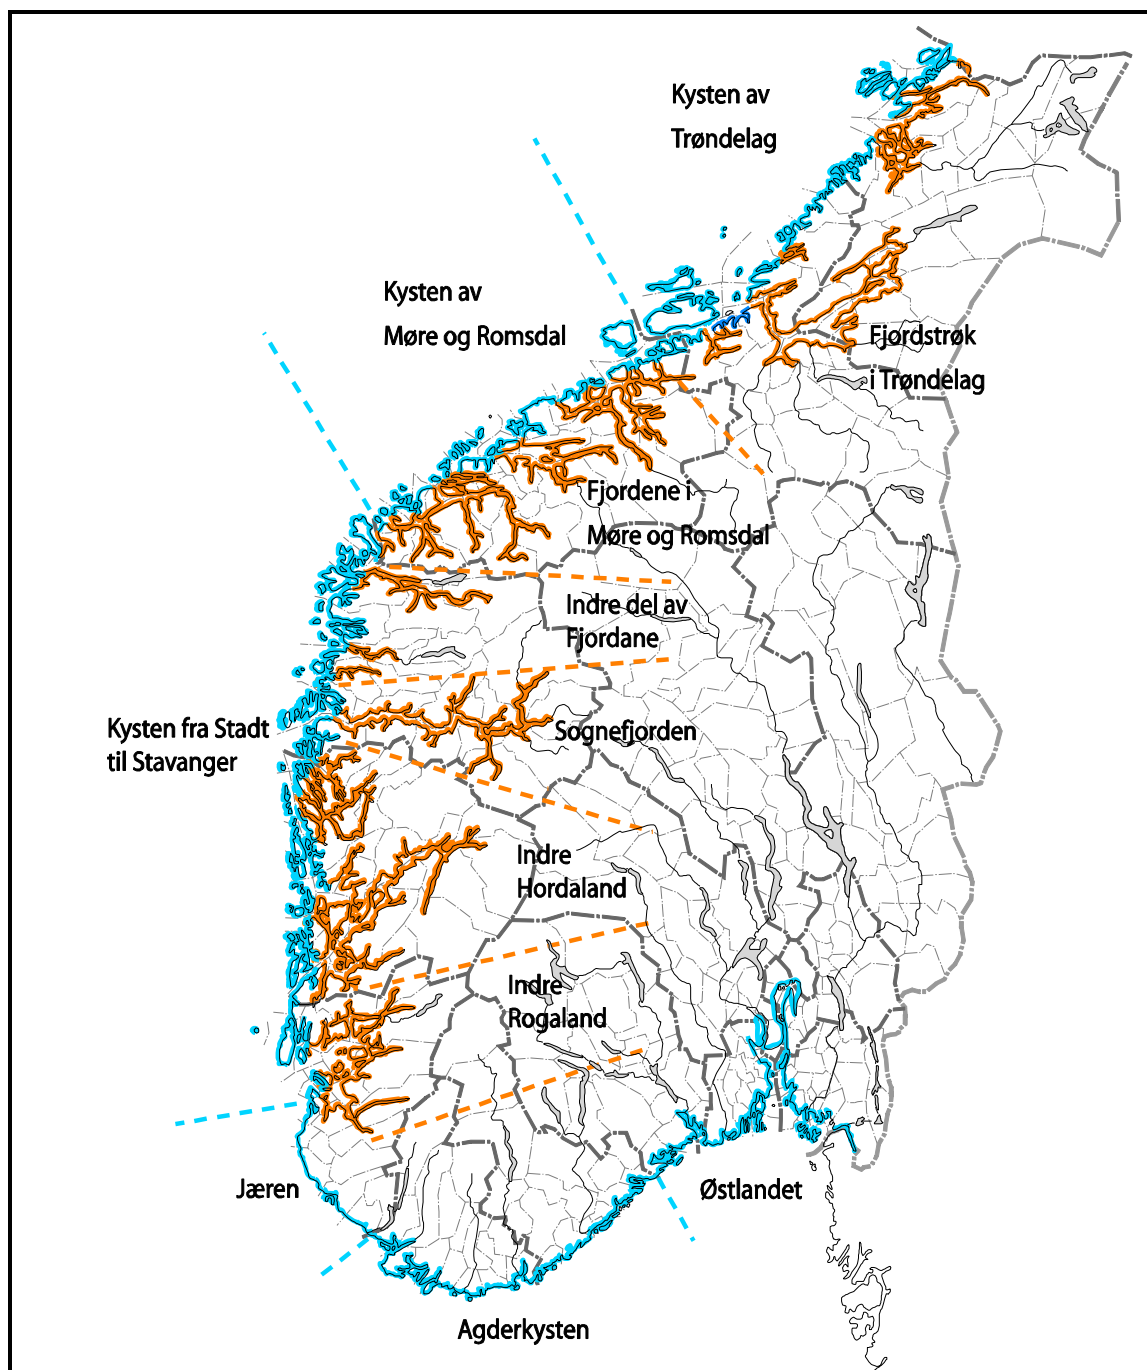 Kysten av
Trøndelag
Kysten av
Møre og Romsdal
Fjordstrøk
i Trøndelag
Fjordene i
Møre og Romsdal
Indre del av
Fjordane
Kysten fra Stadt
til Stavanger
Sognefjorden
Indre
Hordaland
Indre
Rogaland
Jæren
Østlandet
Agderkysten